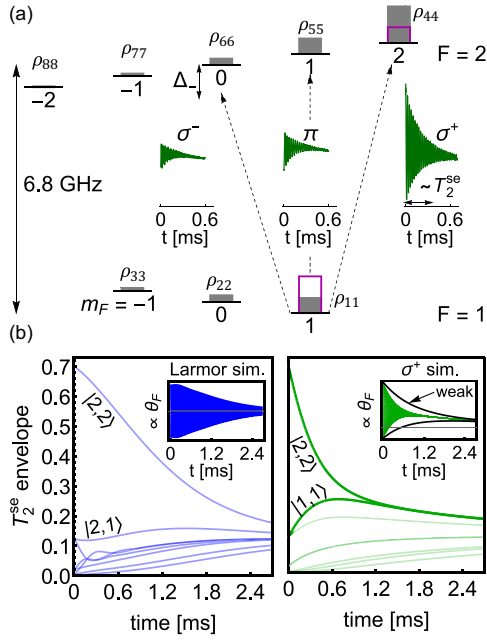 (a)
ρ44
ρ55
ρ66
ρ77
ρ88
F = 2
2
1
0
−1
−2
Δ−
σ− π σ+
6.8 GHz
~T2se
0 0.6 0 0.6 0 0.6
t [ms] t [ms] t [ms]
ρ33
ρ22
ρ11
mF = −1
0
1
F = 1
(b)
0.7
0.6
0.5
0.4
0.3
0.2
0.1
0.0
T2se envelope
|2,2⟩
|2,1⟩
Larmor sim.
∝ θF
0 1.2 2.4
t [ms]
0 0.6 1.2 1.8 2.4
time [ms]
|2,2⟩
|1,1⟩
σ+ sim.
weak
∝ θF
0 1.2 2.4
t [ms]
0 0.6 1.2 1.8 2.4
time [ms]